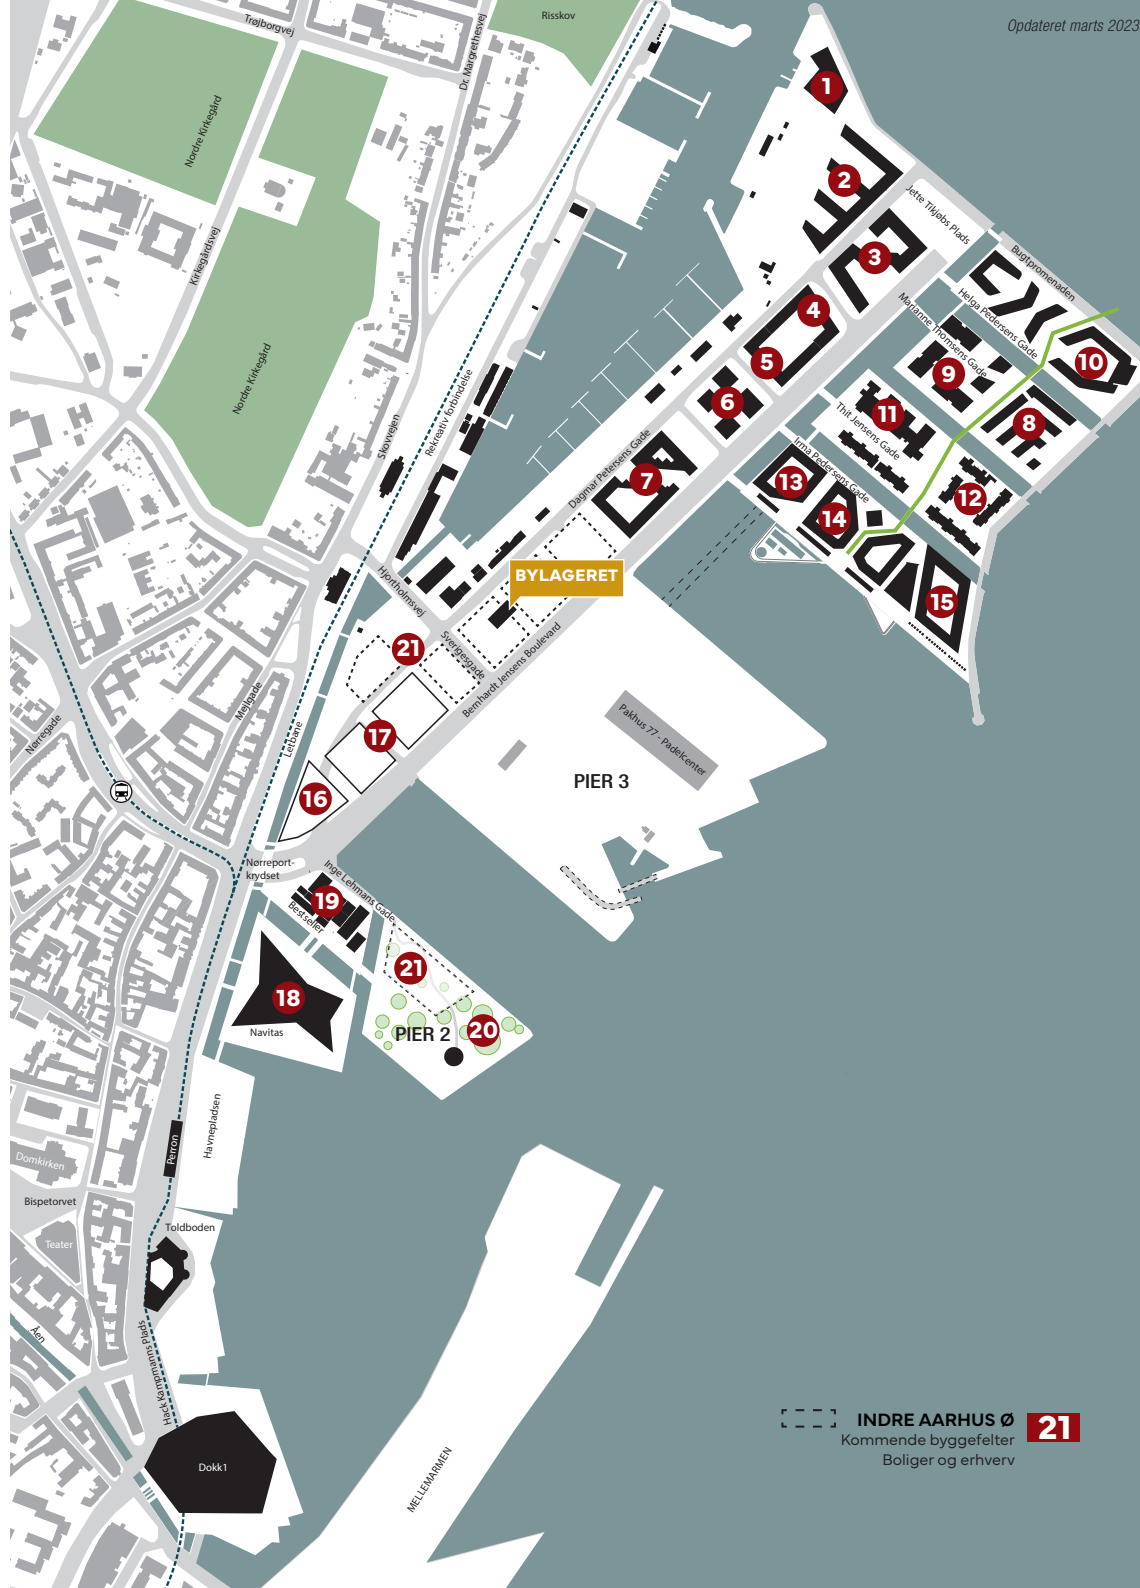 Opdateret marts 2023
Risskov
Trøjborgvej
Dr. Margrethesvej
Nordre Kirkegård
Kirkegårdsvej
Nordre Kirkegård
Skovvejen
Rekreativ forbindelse
1
2
3
4
5
6
7
Jette Tikjøbs Plads
Bugtpromenaden
Helga Pedersens Gade
Marianne Thomsens Gade
10
9
8
11
Thit Jensens Gade
12
Irma Pedersens Gade
13
14
15
Dagmar Petersens Gade
BYLAGERET
Hjortholmsvej
Sverigesgade
Bernhardt Jensens Boulevard
21
17
16
Pakhus 77 - Padelcenter
PIER 3
Mejlgade
Letbane
Nørregade
Nørreport-
krydset
Inge Lehmans Gade
19
Bestseller
18
Navitas
21
20
PIER 2
Havnepladsen
Perron
Domkirken
Bispetorvet
Teater
Toldboden
Åen
Hack Kampmanns Plads
Dokk1
MELLEMARMEN
INDRE AARHUS Ø
21
Kommende byggefelter
Boliger og erhverv